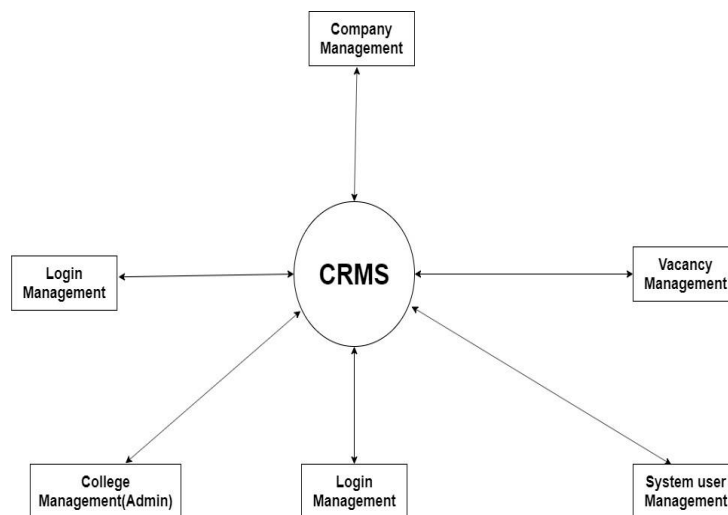 Company
Management
CRMS
Login
Management
Vacancy
Management
College
Management(Admin)
Login
Management
System user
Management